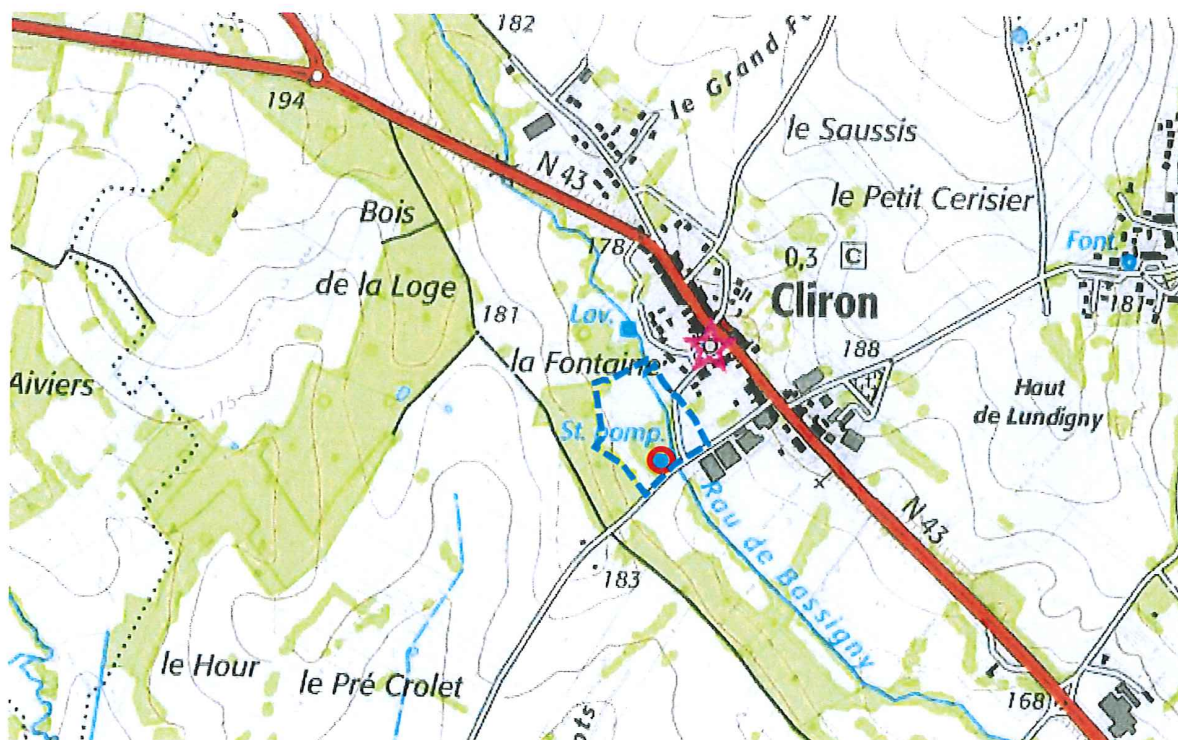 182
le Grand
le Saussis
194
N 43
le Petit Cerisier
Bois
Font.
178
0,3 C
de la Loge
181
Cliron
181
Lav.
188
la Fontaine
Aiviers
175
Haut
de Lundigny
St. pomp.
Rau de Bassigny
N 43
183
le Hour
le Pré Crolet
168